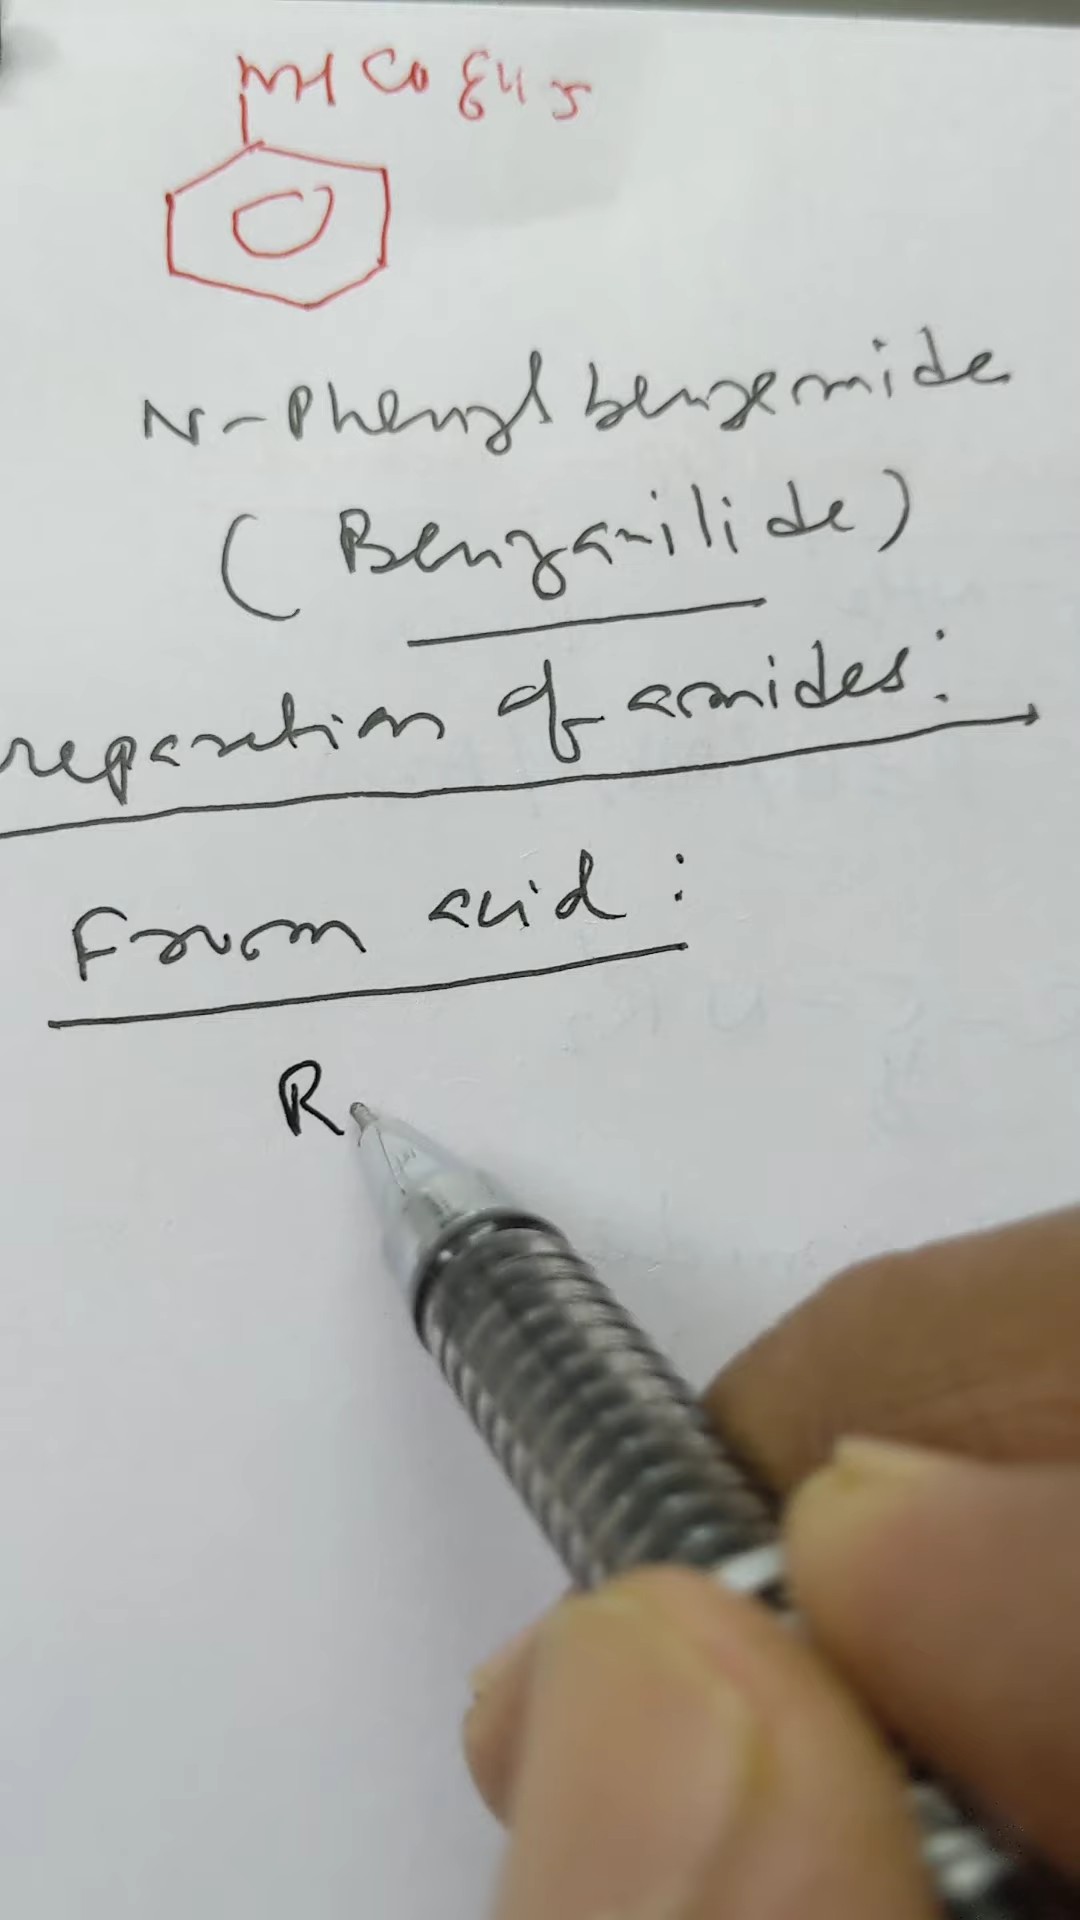 NHCOC6H5
N-Phenyl benzamide
(Benzanilide)
reparation of amides:
From acid:
R